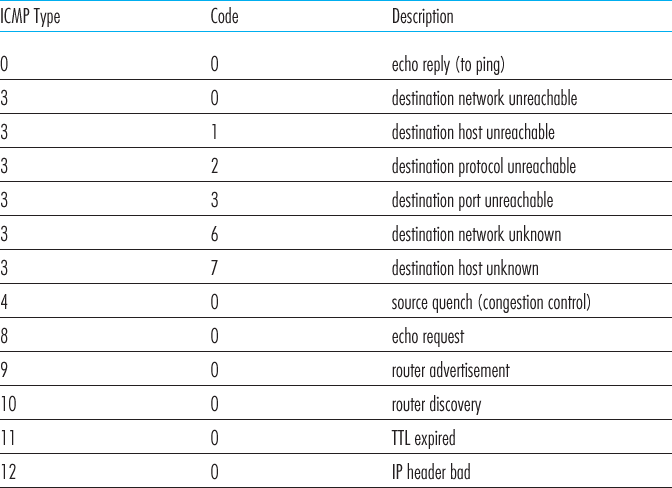 ICMP Type Code Description
0 0 echo reply (to ping)
3 0 destination network unreachable
3 1 destination host unreachable
3 2 destination protocol unreachable
3 3 destination port unreachable
3 6 destination network unknown
3 7 destination host unknown
4 0 source quench (congestion control)
8 0 echo request
9 0 router advertisement
10 0 router discovery
11 0 TTL expired
12 0 IP header bad